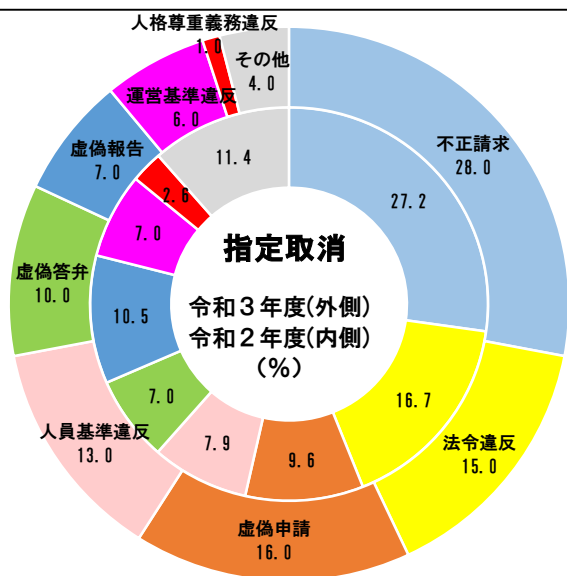 人格尊重義務違反
1.0
その他
4.0
不正請求
28.0
法令違反
15.0
虚偽申請
16.0
人員基準違反
13.0
虚偽答弁
10.0
虚偽報告
7.0
運営基準違反
6.0
27.2
16.7
9.6
7.9
7.0
10.5
7.0
2.6
11.4
指定取消
令和3年度(外側)
令和2年度(内側)
(%)